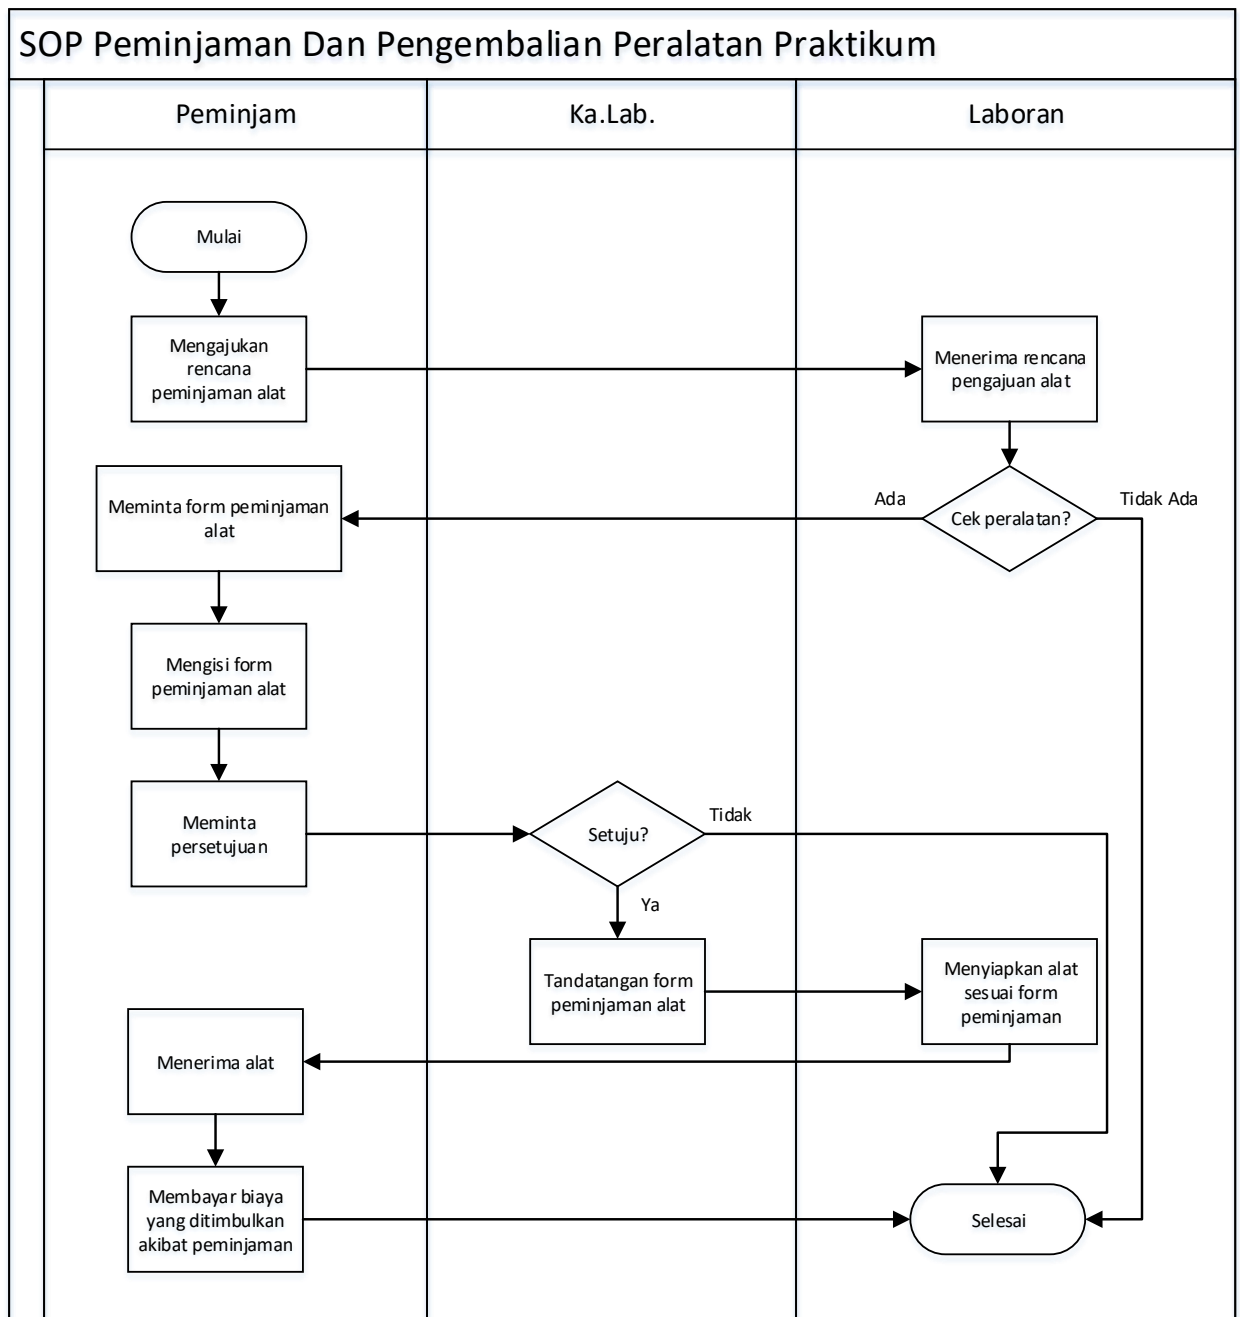 SOP Peminjaman Dan Pengembalian Peralatan Praktikum
Peminjam
Ka.Lab.
Laboran
Mulai
Mengajukan
rencana
peminjaman alat
Menerima rencana
pengajuan alat
Meminta form peminjaman
alat
Ada
Cek peralatan?
Tidak Ada
Mengisi form
peminjaman alat
Meminta
persetujuan
Setuju?
Tidak
Ya
Tandatangan form
peminjaman alat
Menyiapkan alat
sesuai form
peminjaman
Menerima alat
Membayar biaya
yang ditimbulkan
akibat peminjaman
Selesai